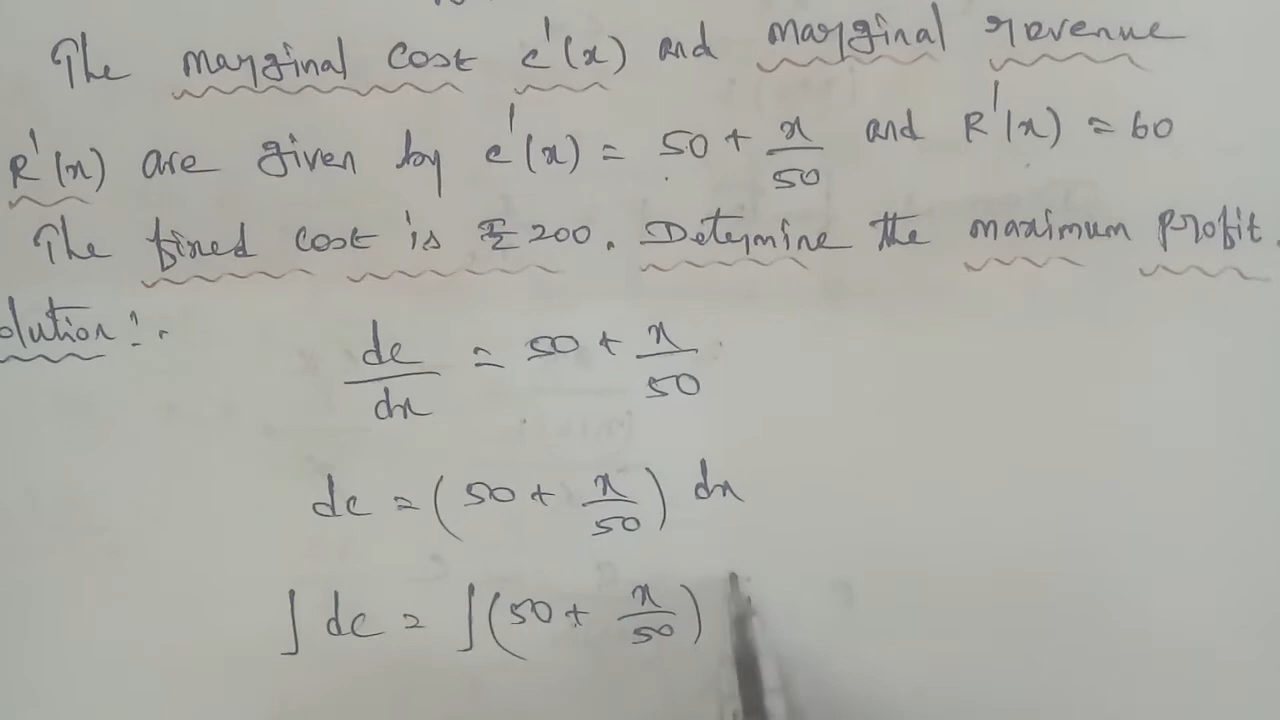 The marginal cost c'(x) and marginal revenue
R'(x) are given by c'(x) = 50 + x/50 and R'(x) = 60
The fixed cost is ₹ 200. Determine the maximum profit.
olution:-
dc/dx = 50 + x/50
dc = (50 + x/50) dx
∫ dc = ∫(50 + x/50)